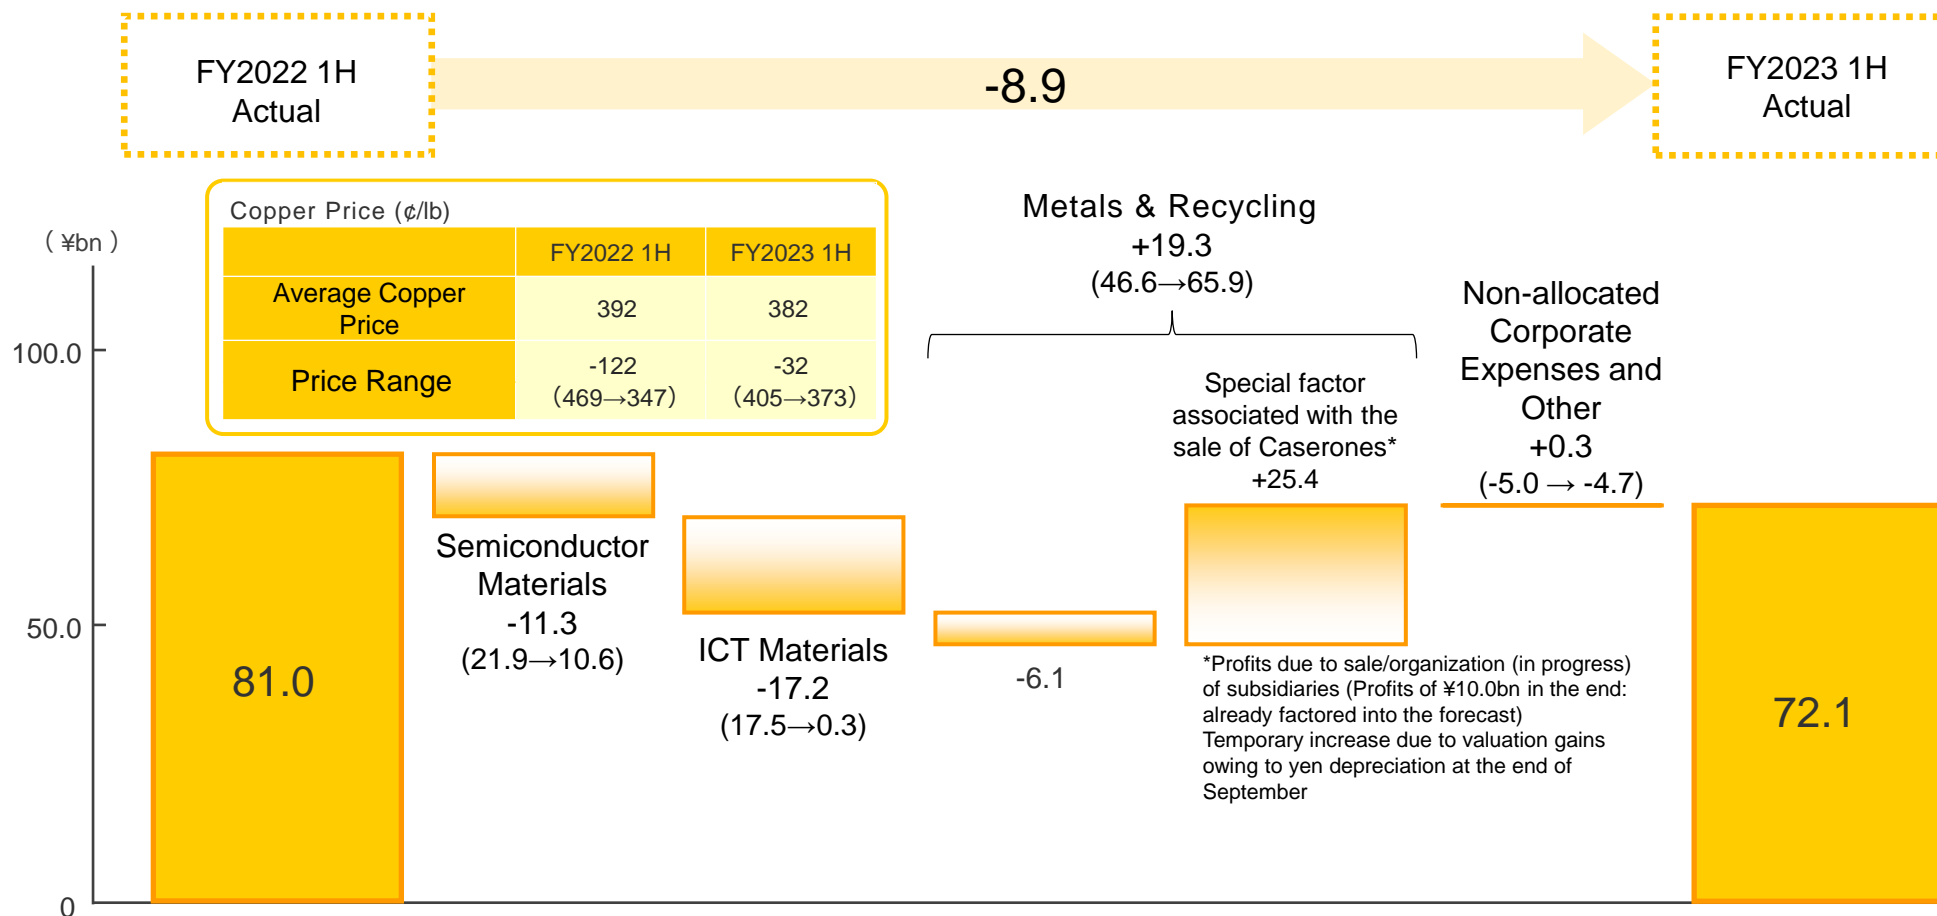 FY2022 1H
Actual
-8.9
FY2023 1H
Actual
Copper Price (¢/lb)
FY2022 1H
FY2023 1H
Average Copper
Price
392
382
Price Range
-122
（469→347）
-32
（405→373）
（ ¥bn ）
100.0
50.0
0
81.0
Semiconductor
Materials
-11.3
(21.9→10.6)
ICT Materials
-17.2
(17.5→0.3)
Metals & Recycling
+19.3
(46.6→65.9)
-6.1
Special factor
associated with the
sale of Caserones*
+25.4
*Profits due to sale/organization (in progress)
of subsidiaries (Profits of ¥10.0bn in the end:
already factored into the forecast)
Temporary increase due to valuation gains
owing to yen depreciation at the end of
September
Non-allocated
Corporate
Expenses and
Other
+0.3
(-5.0 → -4.7)
72.1